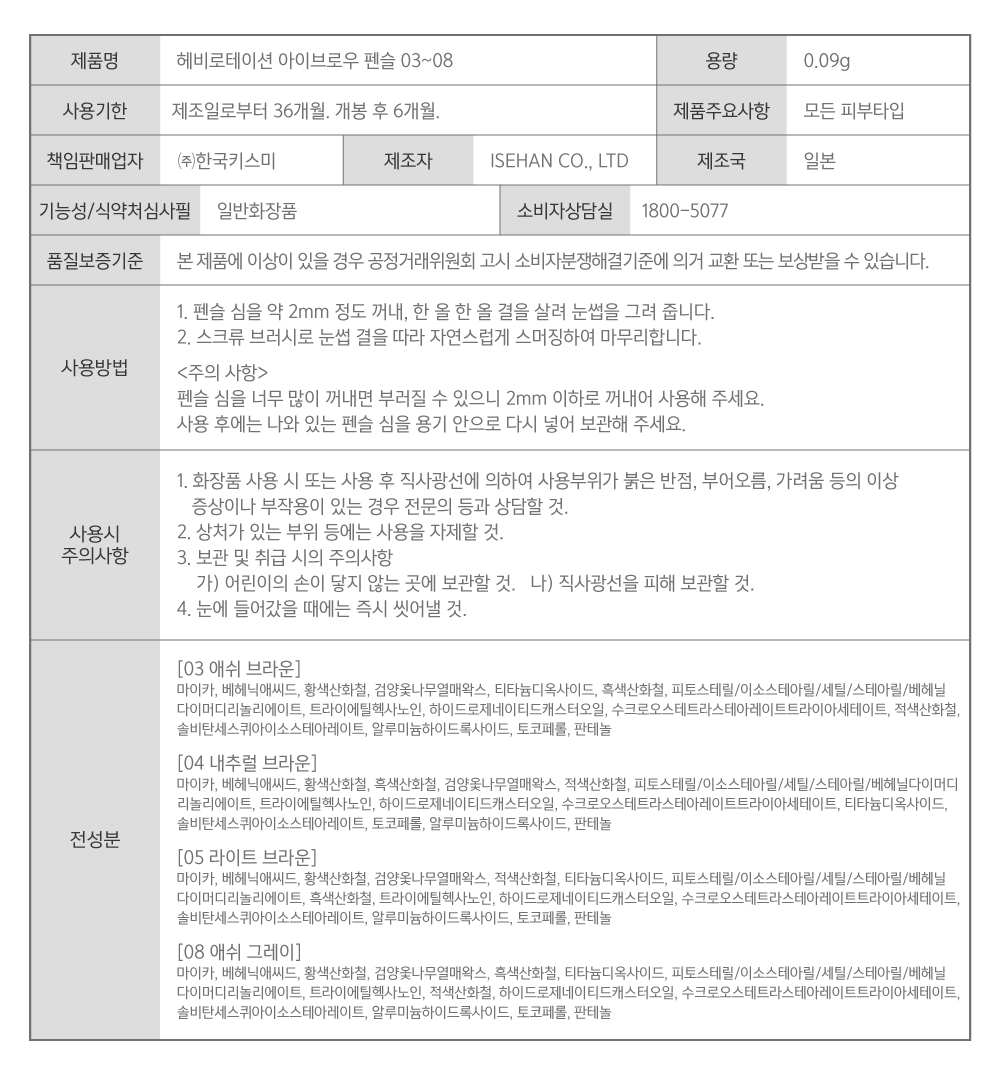 제품명 헤비로테이션 아이브로우 펜슬 03~08 용량 0.09g
사용기한 제조일로부터 36개월. 개봉 후 6개월. 제품주요사항 모든 피부타입
책임판매업자 ㈜한국키스미 제조자 ISEHAN CO., LTD 제조국 일본
기능성/식약처심사필 일반화장품 소비자상담실 1800-5077
품질보증기준 본 제품에 이상이 있을 경우 공정거래위원회 고시 소비자분쟁해결기준에 의거 교환 또는 보상받을 수 있습니다.
사용방법
1. 펜슬 심을 약 2mm 정도 꺼내, 한 올 한 올 결을 살려 눈썹을 그려 줍니다.
2. 스크류 브러시로 눈썹 결을 따라 자연스럽게 스머징하여 마무리합니다.
<주의 사항>
펜슬 심을 너무 많이 꺼내면 부러질 수 있으니 2mm 이하로 꺼내어 사용해 주세요.
사용 후에는 나와 있는 펜슬 심을 용기 안으로 다시 넣어 보관해 주세요.
사용시
주의사항
1. 화장품 사용 시 또는 사용 후 직사광선에 의하여 사용부위가 붉은 반점, 부어오름, 가려움 등의 이상
증상이나 부작용이 있는 경우 전문의 등과 상담할 것.
2. 상처가 있는 부위 등에는 사용을 자제할 것.
3. 보관 및 취급 시의 주의사항
가) 어린이의 손이 닿지 않는 곳에 보관할 것. 나) 직사광선을 피해 보관할 것.
4. 눈에 들어갔을 때에는 즉시 씻어낼 것.
전성분
[03 애쉬 브라운]
마이카, 베헤닉애씨드, 황색산화철, 검양옻나무열매왁스, 티타늄디옥사이드, 흑색산화철, 피토스테릴/이소스테아릴/세틸/스테아릴/베헤닐
다이머디리놀리에이트, 트라이에틸헥사노인, 하이드로제네이티드캐스터오일, 수크로오스테트라스테아레이트트라이아세테이트, 적색산화철,
솔비탄세스퀴아이소스테아레이트, 알루미늄하이드록사이드, 토코페롤, 판테놀
[04 내추럴 브라운]
마이카, 베헤닉애씨드, 황색산화철, 흑색산화철, 검양옻나무열매왁스, 적색산화철, 피토스테릴/이소스테아릴/세틸/스테아릴/베헤닐다이머디
리놀리에이트, 트라이에틸헥사노인, 하이드로제네이티드캐스터오일, 수크로오스테트라스테아레이트트라이아세테이트, 티타늄디옥사이드,
솔비탄세스퀴아이소스테아레이트, 토코페롤, 알루미늄하이드록사이드, 판테놀
[05 라이트 브라운]
마이카, 베헤닉애씨드, 황색산화철, 검양옻나무열매왁스, 적색산화철, 티타늄디옥사이드, 피토스테릴/이소스테아릴/세틸/스테아릴/베헤닐
다이머디리놀리에이트, 흑색산화철, 트라이에틸헥사노인, 하이드로제네이티드캐스터오일, 수크로오스테트라스테아레이트트라이아세테이트,
솔비탄세스퀴아이소스테아레이트, 알루미늄하이드록사이드, 토코페롤, 판테놀
[08 애쉬 그레이]
마이카, 베헤닉애씨드, 황색산화철, 검양옻나무열매왁스, 흑색산화철, 티타늄디옥사이드, 피토스테릴/이소스테아릴/세틸/스테아릴/베헤닐
다이머디리놀리에이트, 트라이에틸헥사노인, 적색산화철, 하이드로제네이티드캐스터오일, 수크로오스테트라스테아레이트트라이아세테이트,
솔비탄세스퀴아이소스테아레이트, 알루미늄하이드록사이드, 토코페롤, 판테놀